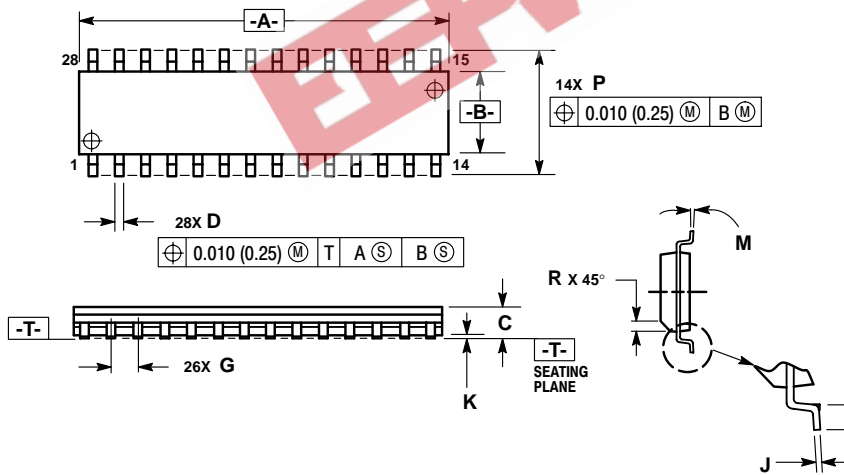 -A-
28
15
-B-
14X P
⌖ 0.010 (0.25) Ⓜ B Ⓜ
1
14
28X D
⌖ 0.010 (0.25) Ⓜ T A Ⓢ B Ⓢ
M
R X 45°
-T-
C
26X G
K
-T-
SEATING
PLANE
J